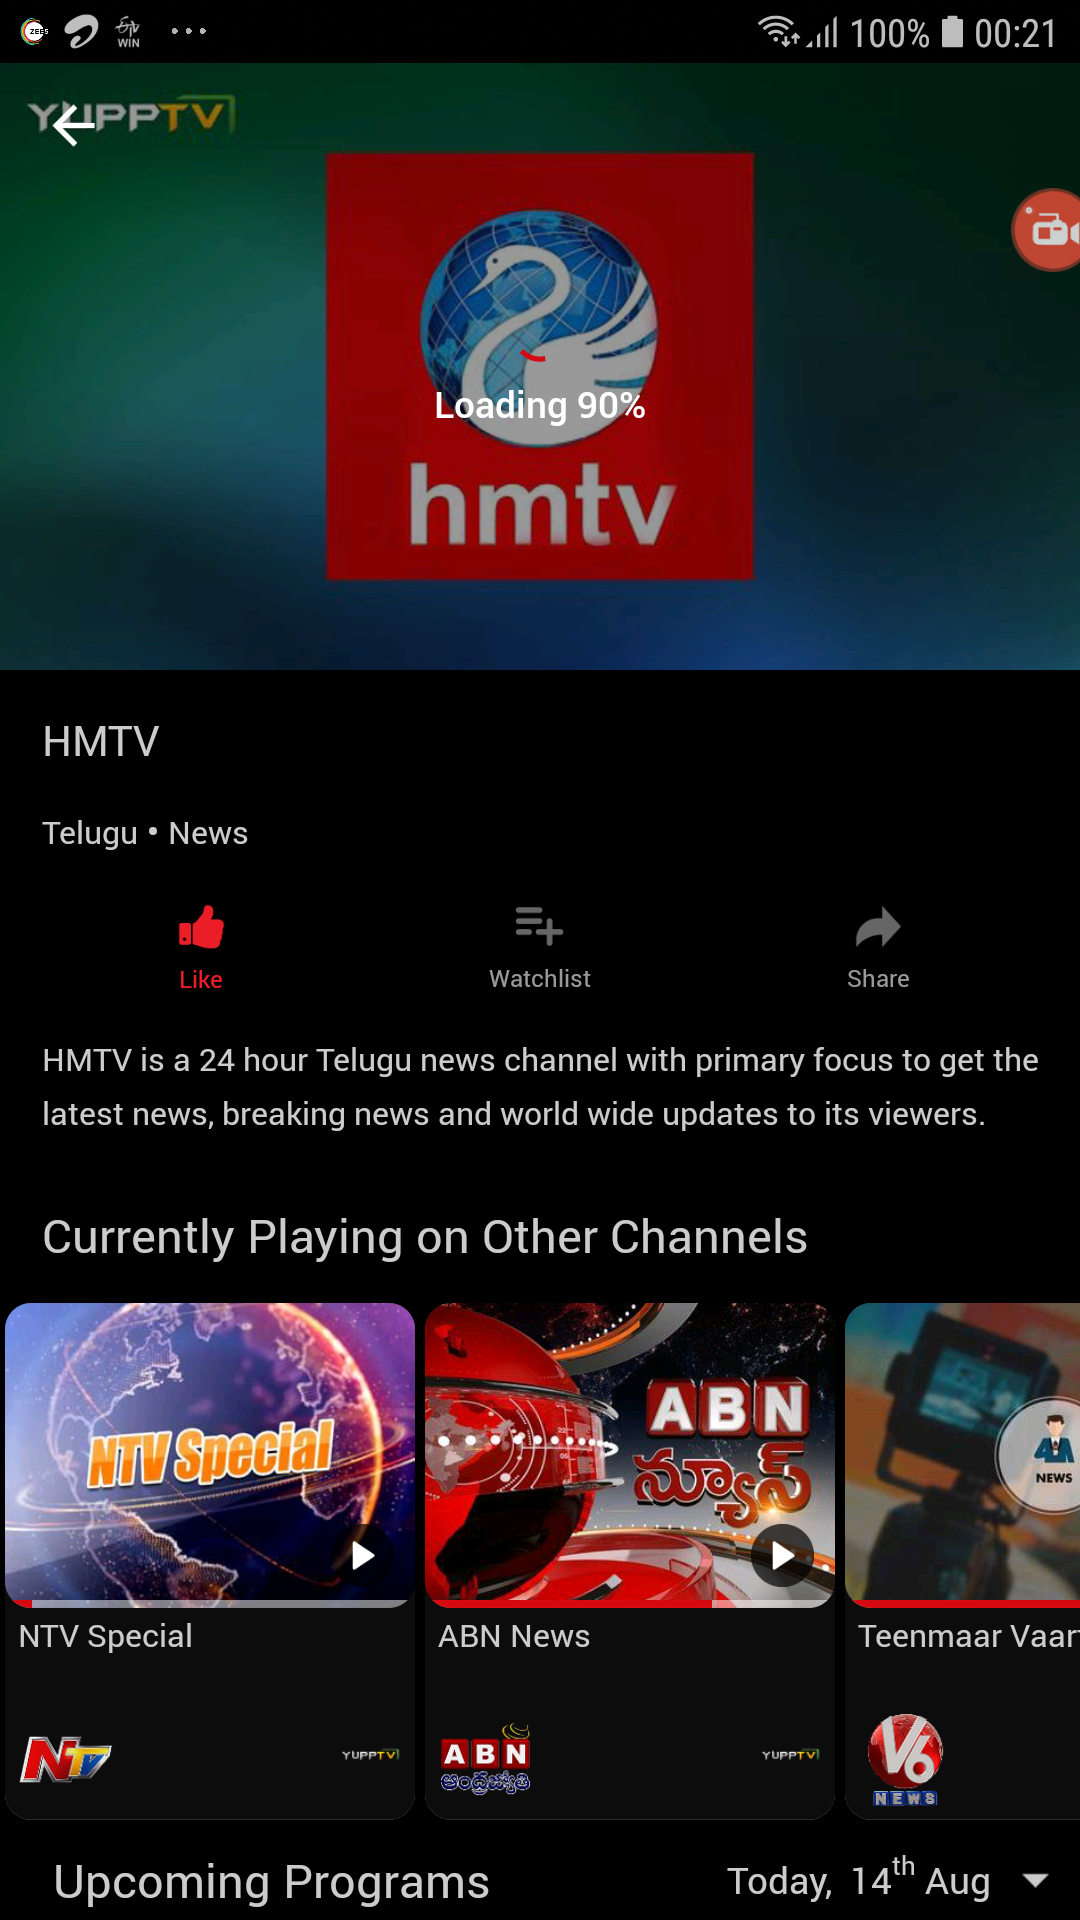 ZEE5 WIN 100% 00:21
YUPPTV
Loading 90%
hmtv
HMTV
Telugu • News
Like Watchlist Share
HMTV is a 24 hour Telugu news channel with primary focus to get the
latest news, breaking news and world wide updates to its viewers.
Currently Playing on Other Channels
NTV Special
ABN
న్యూస్
NEWS
NTV Special ABN News Teenmaar Vaar
NTV YUPPTV ABN YUPPTV V6
ఆంధ్రజ్యోతి NEWS
Upcoming Programs Today, 14th Aug